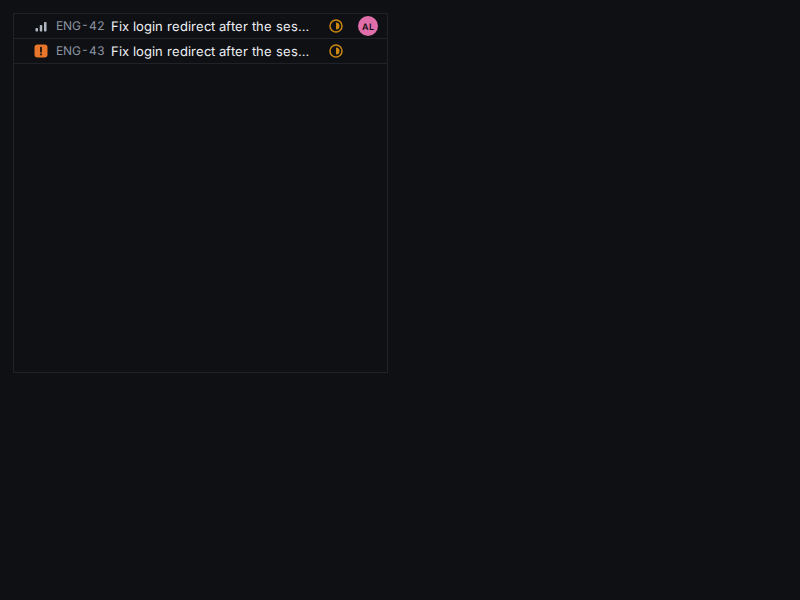 ENG-42 Fix login redirect after the ses... AL
ENG-43 Fix login redirect after the ses...